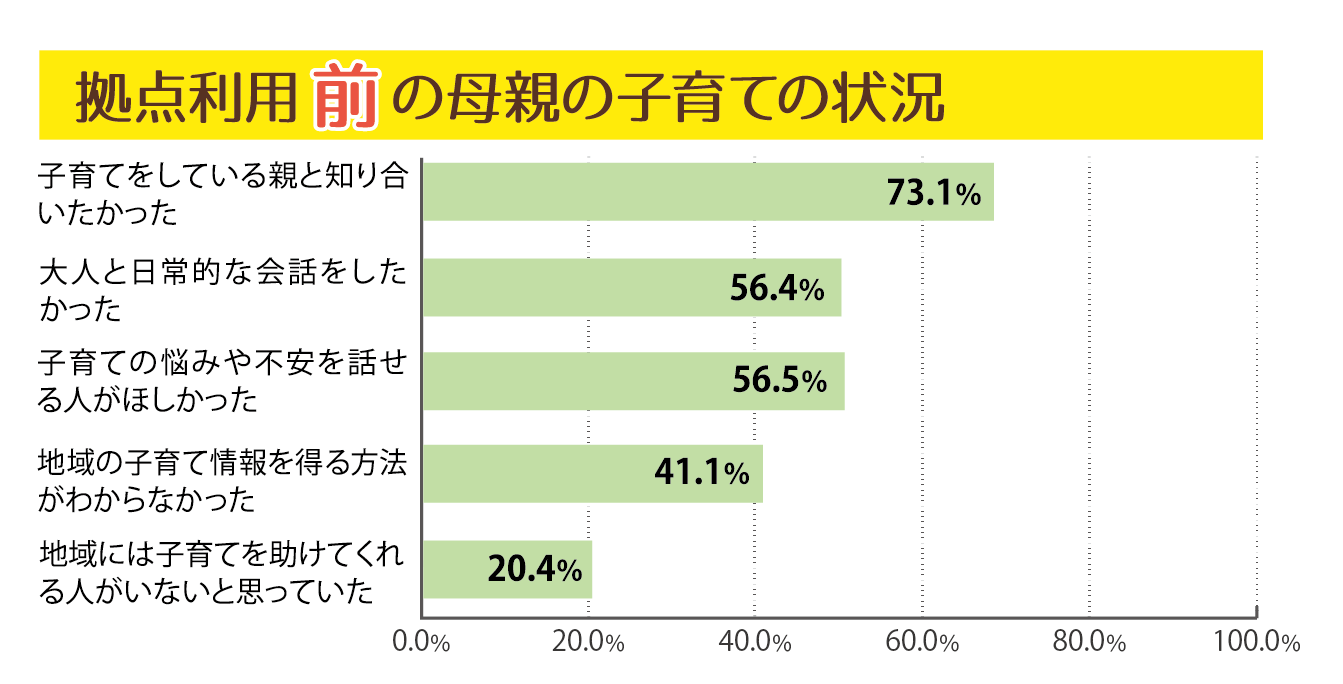 拠点利用前の母親の子育ての状況
子育てをしている親と知り合
いたかった
73.1%
大人と日常的な会話をした
かった
56.4%
子育ての悩みや不安を話せ
る人がほしかった
56.5%
地域の子育て情報を得る方法
がわからなかった
41.1%
地域には子育てを助けてくれ
る人がいないと思っていた
20.4%
0.0% 20.0% 40.0% 60.0% 80.0% 100.0%